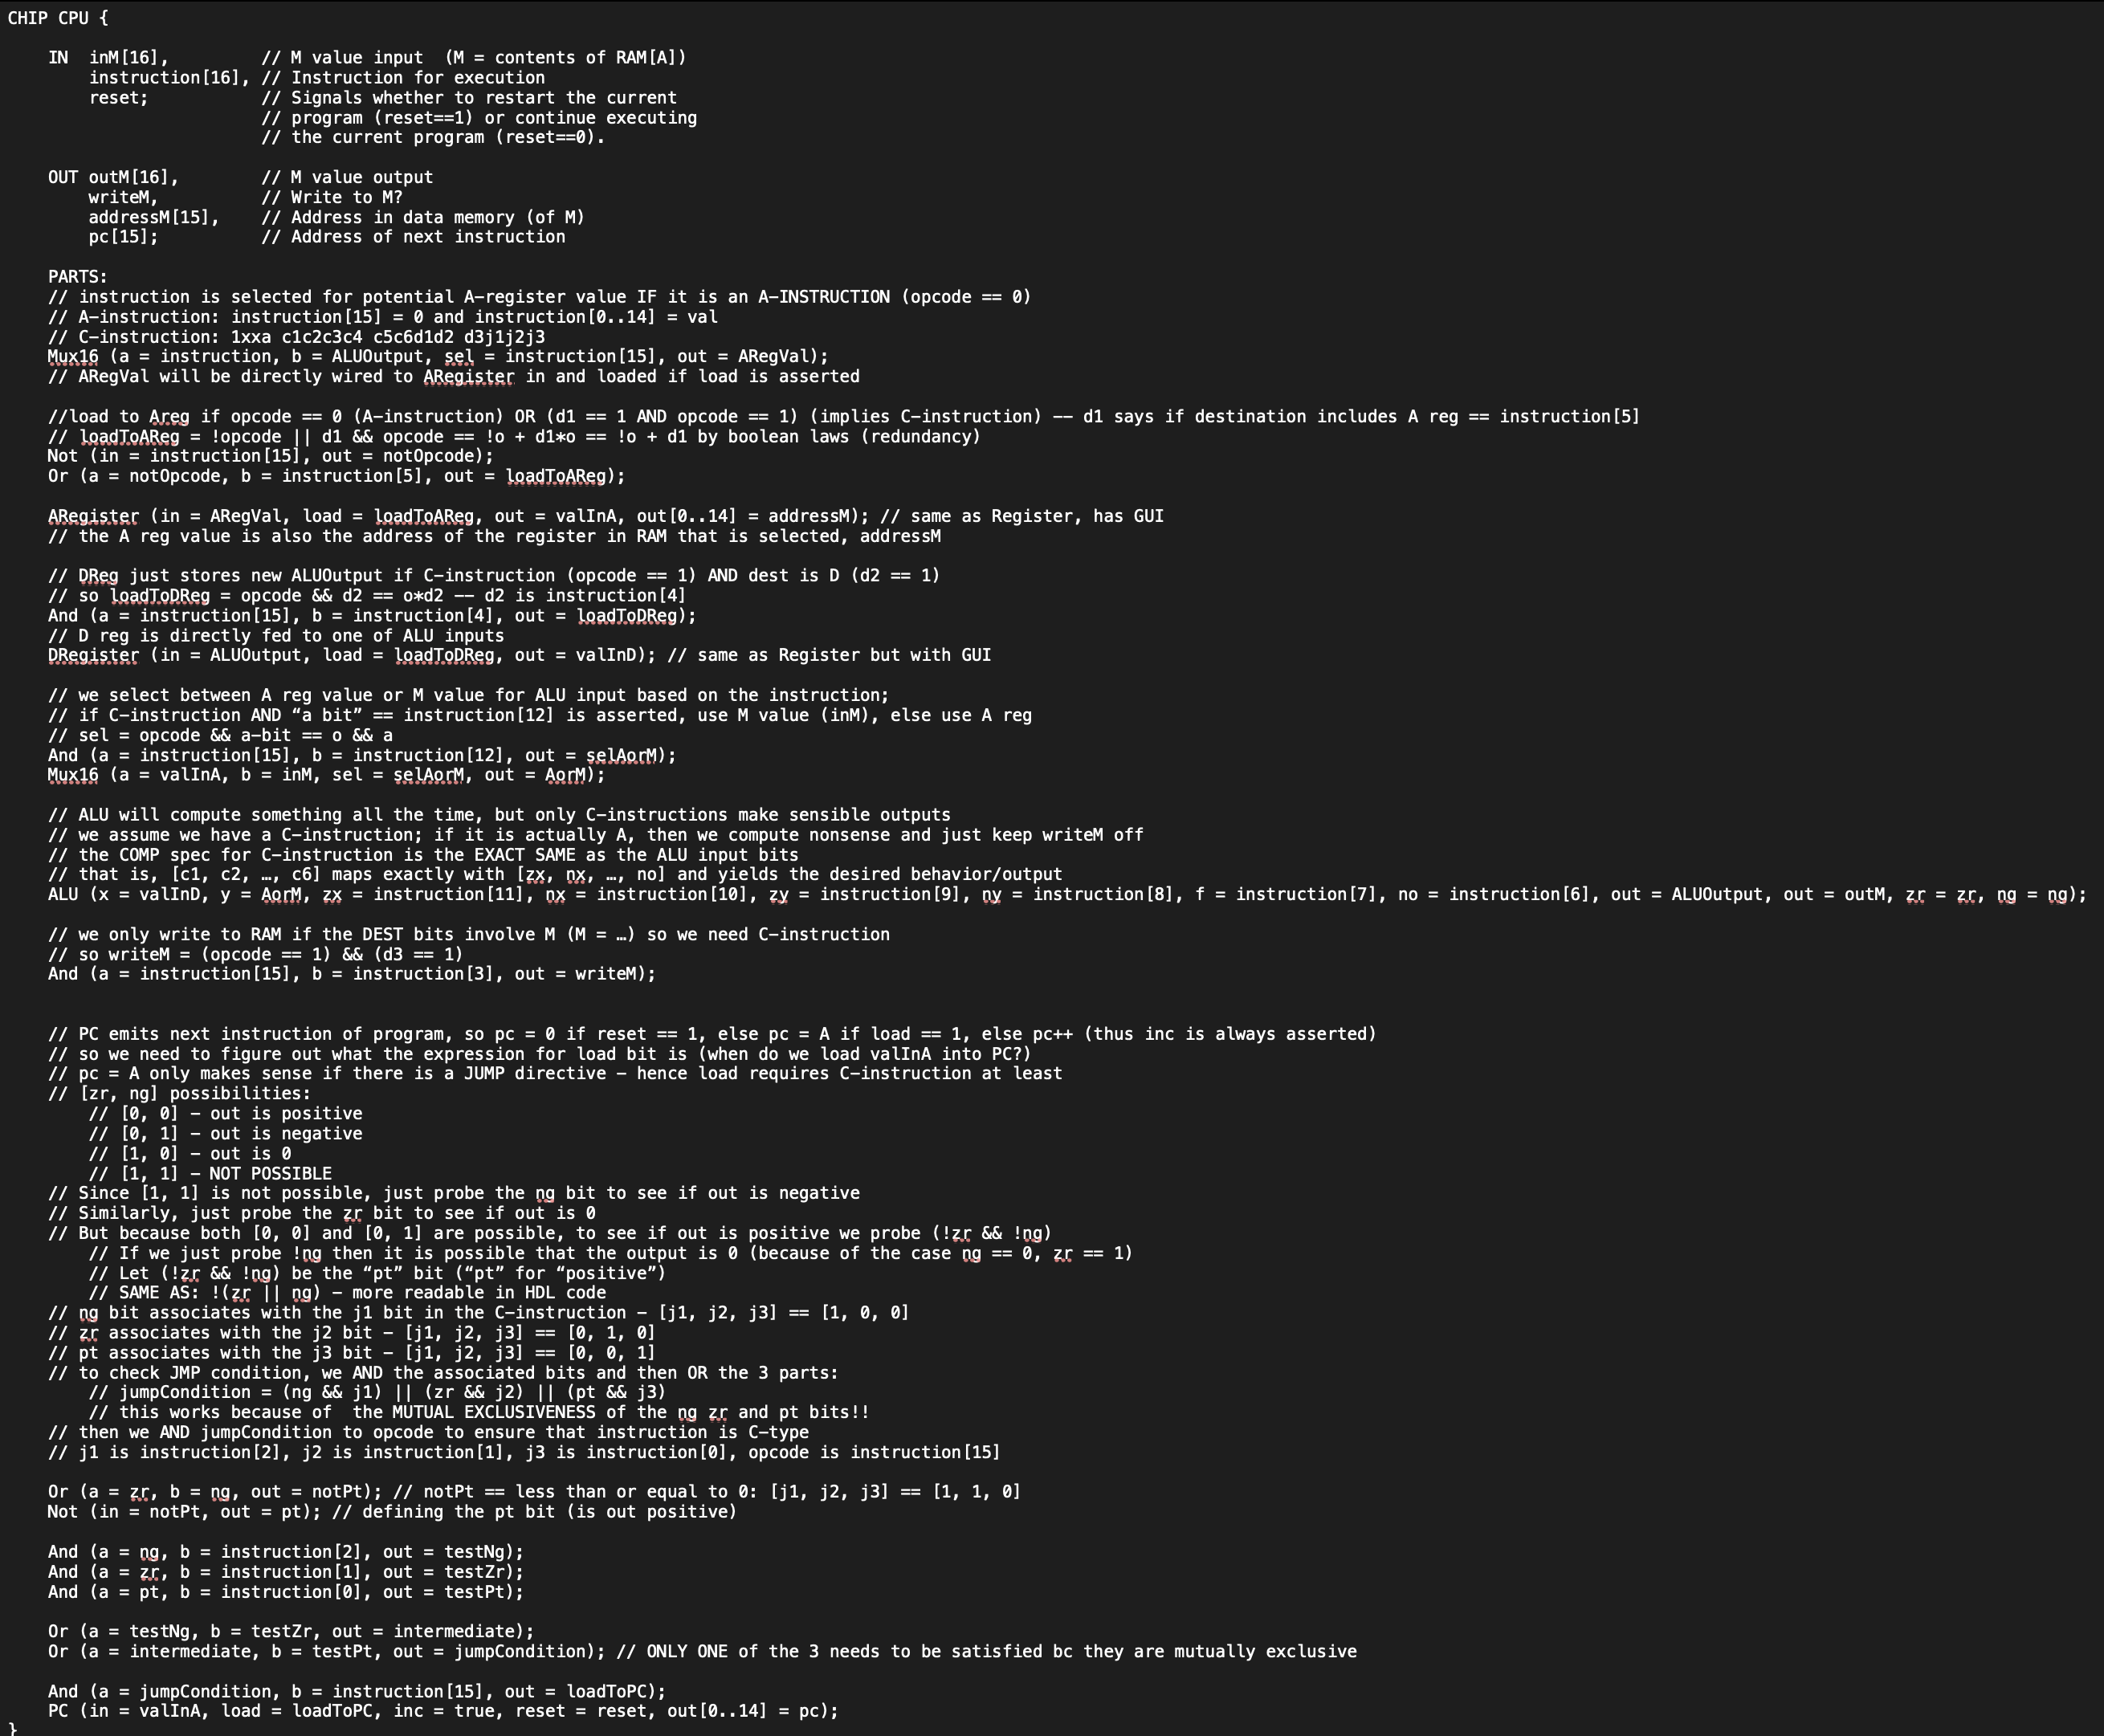 CHIP CPU {
IN  inM[16],         // M value input  (M = contents of RAM[A])
instruction[16], // Instruction for execution
reset;           // Signals whether to restart the current
// program (reset==1) or continue executing
// the current program (reset==0).
OUT outM[16],        // M value output
writeM,          // Write to M?
addressM[15],    // Address in data memory (of M)
pc[15];          // Address of next instruction
PARTS:
// instruction is selected for potential A-register value IF it is an A-INSTRUCTION (opcode == 0)
// A-instruction: instruction[15] = 0 and instruction[0..14] = val
// C-instruction: 1xxa c1c2c3c4 c5c6d1d2 d3j1j2j3
Mux16 (a = instruction, b = ALUOutput, sel = instruction[15], out = ARegVal);
// ARegVal will be directly wired to ARegister in and loaded if load is asserted
//load to Areg if opcode == 0 (A-instruction) OR (d1 == 1 AND opcode == 1) (implies C-instruction) –– d1 says if destination includes A reg == instruction[5]
// loadToAReg = !opcode || d1 && opcode == !o + d1*o == !o + d1 by boolean laws (redundancy)
Not (in = instruction[15], out = notOpcode);
Or (a = notOpcode, b = instruction[5], out = loadToAReg);
ARegister (in = ARegVal, load = loadToAReg, out = valInA, out[0..14] = addressM); // same as Register, has GUI
// the A reg value is also the address of the register in RAM that is selected, addressM
// DReg just stores new ALUOutput if C-instruction (opcode == 1) AND dest is D (d2 == 1)
// so loadToDReg = opcode && d2 == o*d2 –– d2 is instruction[4]
And (a = instruction[15], b = instruction[4], out = loadToDReg);
// D reg is directly fed to one of ALU inputs
DRegister (in = ALUOutput, load = loadToDReg, out = valInD); // same as Register but with GUI
// we select between A reg value or M value for ALU input based on the instruction;
// if C-instruction AND “a bit” == instruction[12] is asserted, use M value (inM), else use A reg
// sel = opcode && a-bit == o && a
And (a = instruction[15], b = instruction[12], out = selAorM);
Mux16 (a = valInA, b = inM, sel = selAorM, out = AorM);
// ALU will compute something all the time, but only C-instructions make sensible outputs
// we assume we have a C-instruction; if it is actually A, then we compute nonsense and just keep writeM off
// the COMP spec for C-instruction is the EXACT SAME as the ALU input bits
// that is, [c1, c2, …, c6] maps exactly with [zx, nx, …, no] and yields the desired behavior/output
ALU (x = valInD, y = AorM, zx = instruction[11], nx = instruction[10], zy = instruction[9], ny = instruction[8], f = instruction[7], no = instruction[6], out = ALUOutput, out = outM, zr = zr, ng = ng);
// we only write to RAM if the DEST bits involve M (M = …) so we need C-instruction
// so writeM = (opcode == 1) && (d3 == 1)
And (a = instruction[15], b = instruction[3], out = writeM);
// PC emits next instruction of program, so pc = 0 if reset == 1, else pc = A if load == 1, else pc++ (thus inc is always asserted)
// so we need to figure out what the expression for load bit is (when do we load valInA into PC?)
// pc = A only makes sense if there is a JUMP directive – hence load requires C-instruction at least
// [zr, ng] possibilities:
// [0, 0] – out is positive
// [0, 1] – out is negative
// [1, 0] – out is 0
// [1, 1] – NOT POSSIBLE
// Since [1, 1] is not possible, just probe the ng bit to see if out is negative
// Similarly, just probe the zr bit to see if out is 0
// But because both [0, 0] and [0, 1] are possible, to see if out is positive we probe (!zr && !ng)
// If we just probe !ng then it is possible that the output is 0 (because of the case ng == 0, zr == 1)
// Let (!zr && !ng) be the “pt” bit (“pt” for “positive”)
// SAME AS: !(zr || ng) – more readable in HDL code
// ng bit associates with the j1 bit in the C-instruction – [j1, j2, j3] == [1, 0, 0]
// zr associates with the j2 bit – [j1, j2, j3] == [0, 1, 0]
// pt associates with the j3 bit – [j1, j2, j3] == [0, 0, 1]
// to check JMP condition, we AND the associated bits and then OR the 3 parts:
// jumpCondition = (ng && j1) || (zr && j2) || (pt && j3)
// this works because of  the MUTUAL EXCLUSIVENESS of the ng zr and pt bits!!
// then we AND jumpCondition to opcode to ensure that instruction is C-type
// j1 is instruction[2], j2 is instruction[1], j3 is instruction[0], opcode is instruction[15]
Or (a = zr, b = ng, out = notPt); // notPt == less than or equal to 0: [j1, j2, j3] == [1, 1, 0]
Not (in = notPt, out = pt); // defining the pt bit (is out positive)
And (a = ng, b = instruction[2], out = testNg);
And (a = zr, b = instruction[1], out = testZr);
And (a = pt, b = instruction[0], out = testPt);
Or (a = testNg, b = testZr, out = intermediate);
Or (a = intermediate, b = testPt, out = jumpCondition); // ONLY ONE of the 3 needs to be satisfied bc they are mutually exclusive
And (a = jumpCondition, b = instruction[15], out = loadToPC);
PC (in = valInA, load = loadToPC, inc = true, reset = reset, out[0..14] = pc);
}